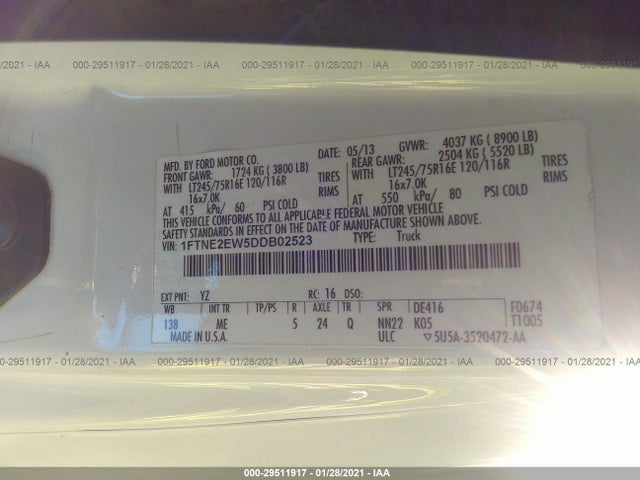 1/28/2021 - IAA 000-29511917 - 01/28/2021 - IAA 000-29511917 - 01/28/2021 - IAA 000-29511917 - 01
MFD. BY FORD MOTOR CO. DATE: 05/13 GVWR: 4037 KG ( 8900 LB)
FRONT GAWR: 1724 KG ( 3800 LB) REAR GAWR: 2504 KG ( 5520 LB)
WITH LT245/75R16E 120/116R TIRES WITH LT245/75R16E 120/116R TIRES
16x7.0K RIMS 16x7.0K RIMS
AT 415 kPa/ 60 PSI COLD AT 550 kPa/ 80 PSI COLD
THIS VEHICLE CONFORMS TO ALL APPLICABLE FEDERAL MOTOR VEHICLE
SAFETY STANDARDS IN EFFECT ON THE DATE OF MANUFACTURE SHOWN ABOVE
VIN: 1FTNE2EW5DDB02523 TYPE: Truck
EXT PNT: YZ RC: 16 DSO:
WB INT TR TP/PS R AXLE TR SPR DE416 F0674
138 ME 5 24 Q NN22 K05 T1005
MADE IN U.S.A. ULC ▽5U5A-3520472-AA
1/28/2021 - IAA 000-29511917 - 01/28/2021 - IAA 000-29511917 - 01/28/2021 - IAA 000-29511917 - 01
000-29511917 - 01/28/2021 - IAA